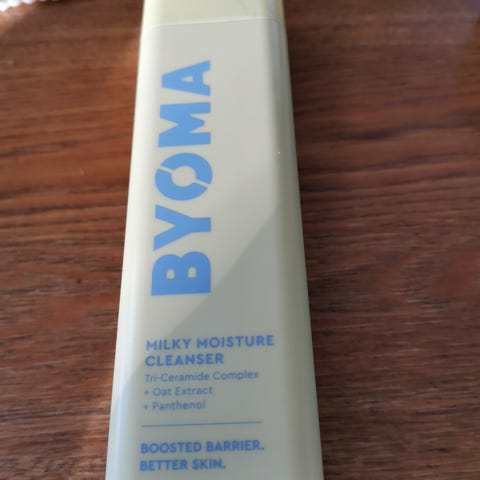 BYOMA
MILKY MOISTURE
CLEANSER
Tri-Ceramide Complex
+ Oat Extract
+ Panthenol
BOOSTED BARRIER.
BETTER SKIN.